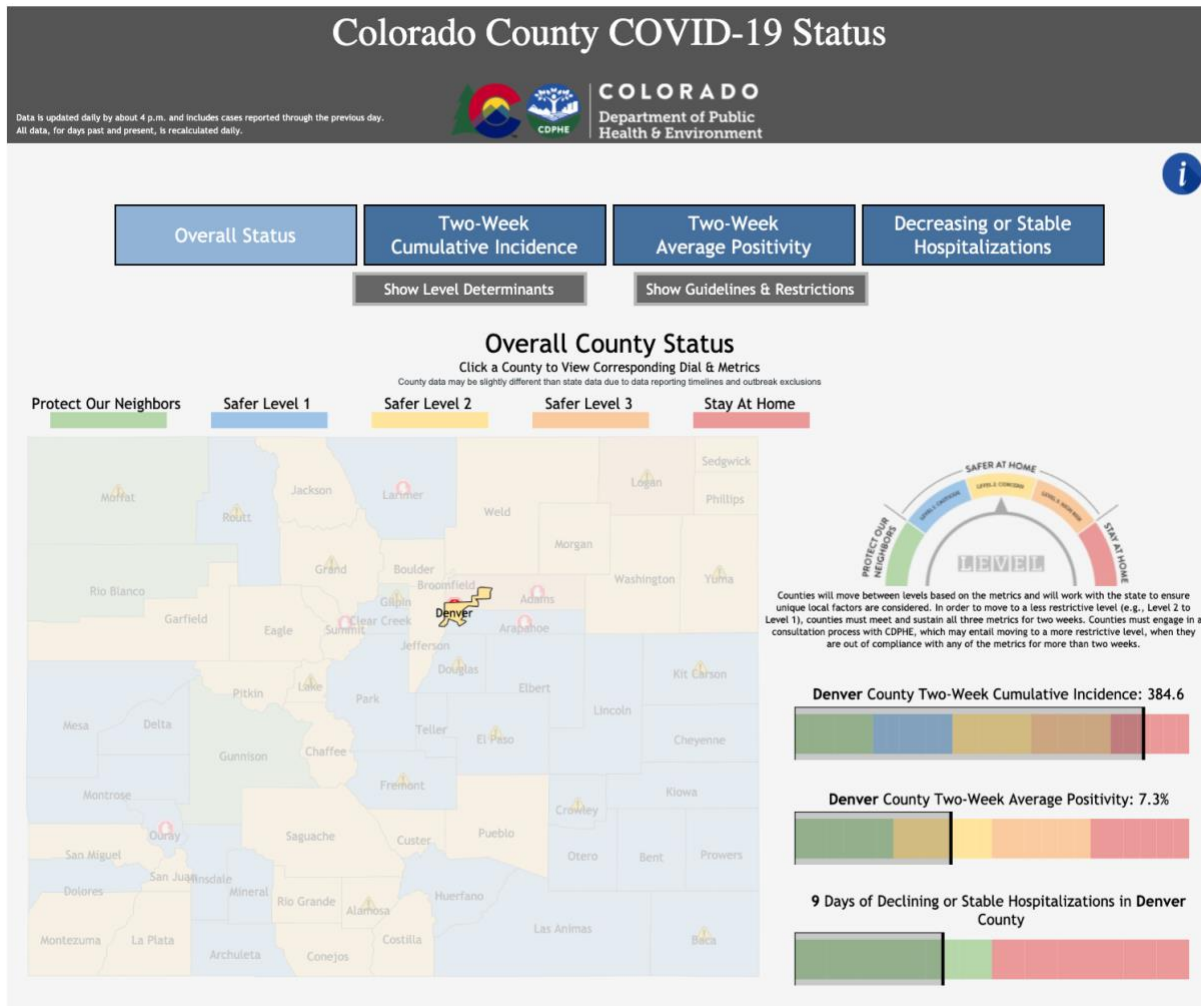 Colorado County COVID-19 Status
Data is updated daily by about 4 p.m. and includes cases reported through the previous day.
All data, for days past and present, is recalculated daily.
CDPHE
COLORADO
Department of Public
Health & Environment
i
Overall Status
Two-Week
Cumulative Incidence
Two-Week
Average Positivity
Decreasing or Stable
Hospitalizations
Show Level Determinants
Show Guidelines & Restrictions
Overall County Status
Click a County to View Corresponding Dial & Metrics
County data may be slightly different than state data due to data reporting timelines and outbreak exclusions
Protect Our Neighbors
Safer Level 1
Safer Level 2
Safer Level 3
Stay At Home
Moffat
Routt
Jackson
Larimer
Weld
Logan
Sedgwick
Phillips
Morgan
Rio Blanco
Grand
Boulder
Broomfield
Gilpin
Adams
Washington
Yuma
Garfield
Eagle
Summit
Clear Creek
Denver
Arapahoe
Jefferson
Douglas
Elbert
Kit Carson
Pitkin
Lake
Park
Lincoln
Mesa
Delta
Gunnison
Chaffee
Teller
El Paso
Cheyenne
Montrose
Fremont
Crowley
Kiowa
Ouray
Saguache
Custer
Pueblo
San Miguel
Otero
Bent
Prowers
San Juan
Hinsdale
Dolores
Mineral
Rio Grande
Alamosa
Huerfano
Montezuma
La Plata
Archuleta
Conejos
Costilla
Las Animas
Baca
SAFER AT HOME
LEVEL 1: CAUTIOUS
LEVEL 2: CONCERN
LEVEL 3: HIGH RISK
PROTECT OUR
NEIGHBORS
STAY AT HOME
LEVEL
Counties will move between levels based on the metrics and will work with the state to ensure
unique local factors are considered. In order to move to a less restrictive level (e.g., Level 2 to
Level 1), counties must meet and sustain all three metrics for two weeks. Counties must engage in a
consultation process with CDPHE, which may entail moving to a more restrictive level, when they
are out of compliance with any of the metrics for more than two weeks.
Denver County Two-Week Cumulative Incidence: 384.6
Denver County Two-Week Average Positivity: 7.3%
9 Days of Declining or Stable Hospitalizations in Denver
County